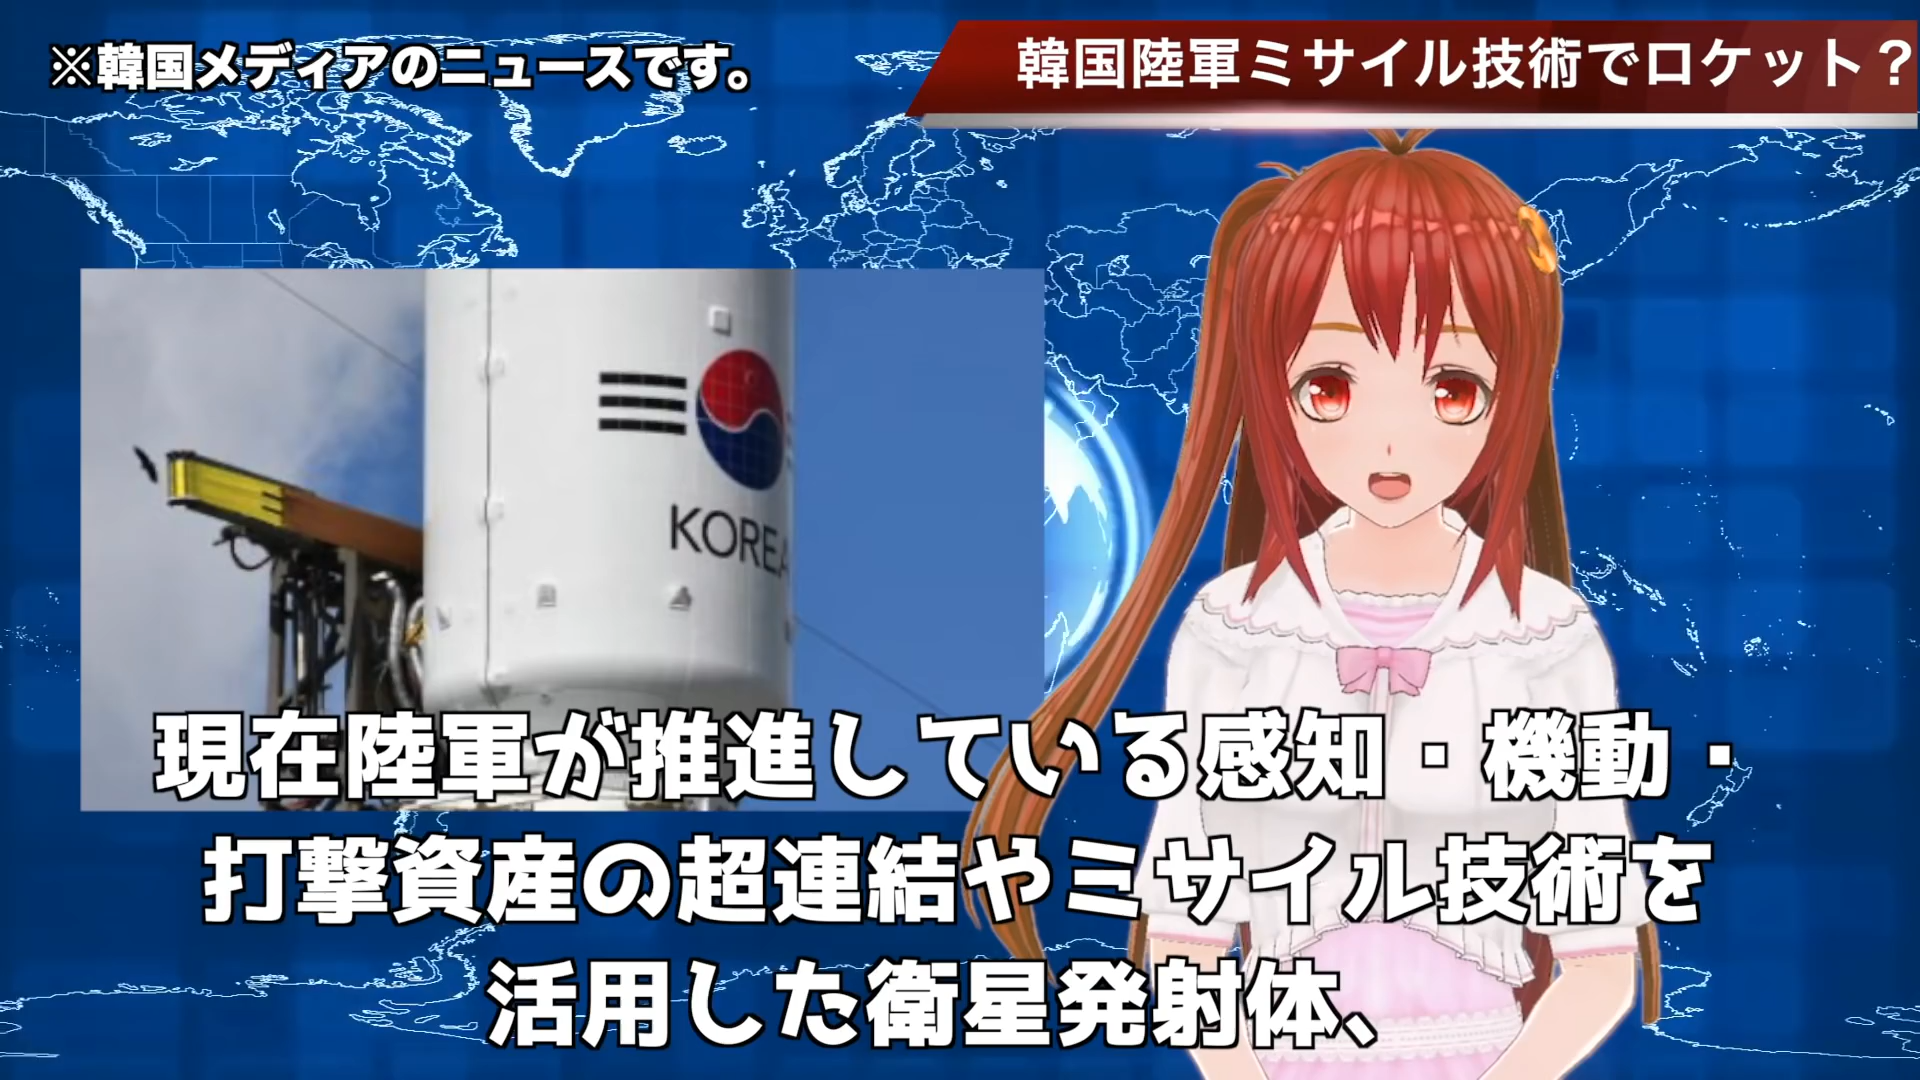 ※韓国メディアのニュースです。
韓国陸軍ミサイル技術でロケット？
KOREA
現在陸軍が推進している感知・機動・
打撃資産の超連結やミサイル技術を
活用した衛星発射体、